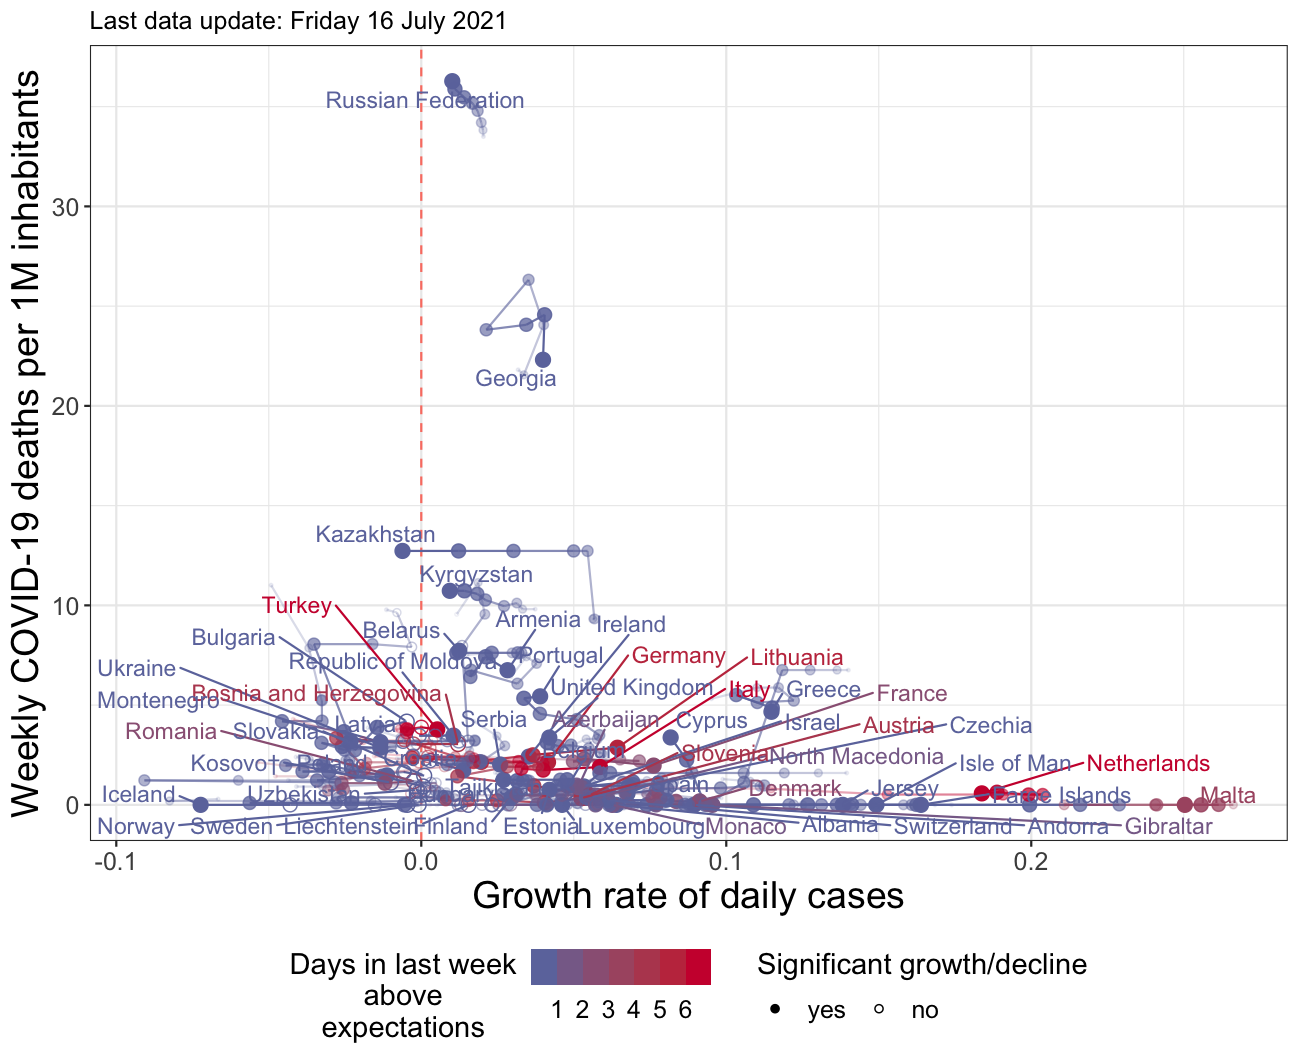 Last data update: Friday 16 July 2021
Weekly COVID-19 deaths per 1M inhabitants
30
20
10
0
Russian Federation
Georgia
Kazakhstan
Kyrgyzstan
Turkey
Armenia
Ireland
Bulgaria
Belarus
Republic of Moldova
Portugal
Germany
Lithuania
Ukraine
Bosnia and Herzegovina
United Kingdom
Italy
Greece
France
Montenegro
Romania
Slovakia
Latvia
Serbia
Azerbaijan
Cyprus
Israel
Austria
Czechia
Kosovo
Slovenia
North Macedonia
Isle of Man
Netherlands
Iceland
Uzbekistan
Denmark
Jersey
Islands
Malta
Norway
Sweden
Liechtenstein
Finland
Estonia
Luxembourg
Monaco
Albania
Switzerland
Andorra
Gibraltar
-0.1
0.0
0.1
0.2
Growth rate of daily cases
Days in last week
above
expectations
1 2 3 4 5 6
Significant growth/decline
yes
no